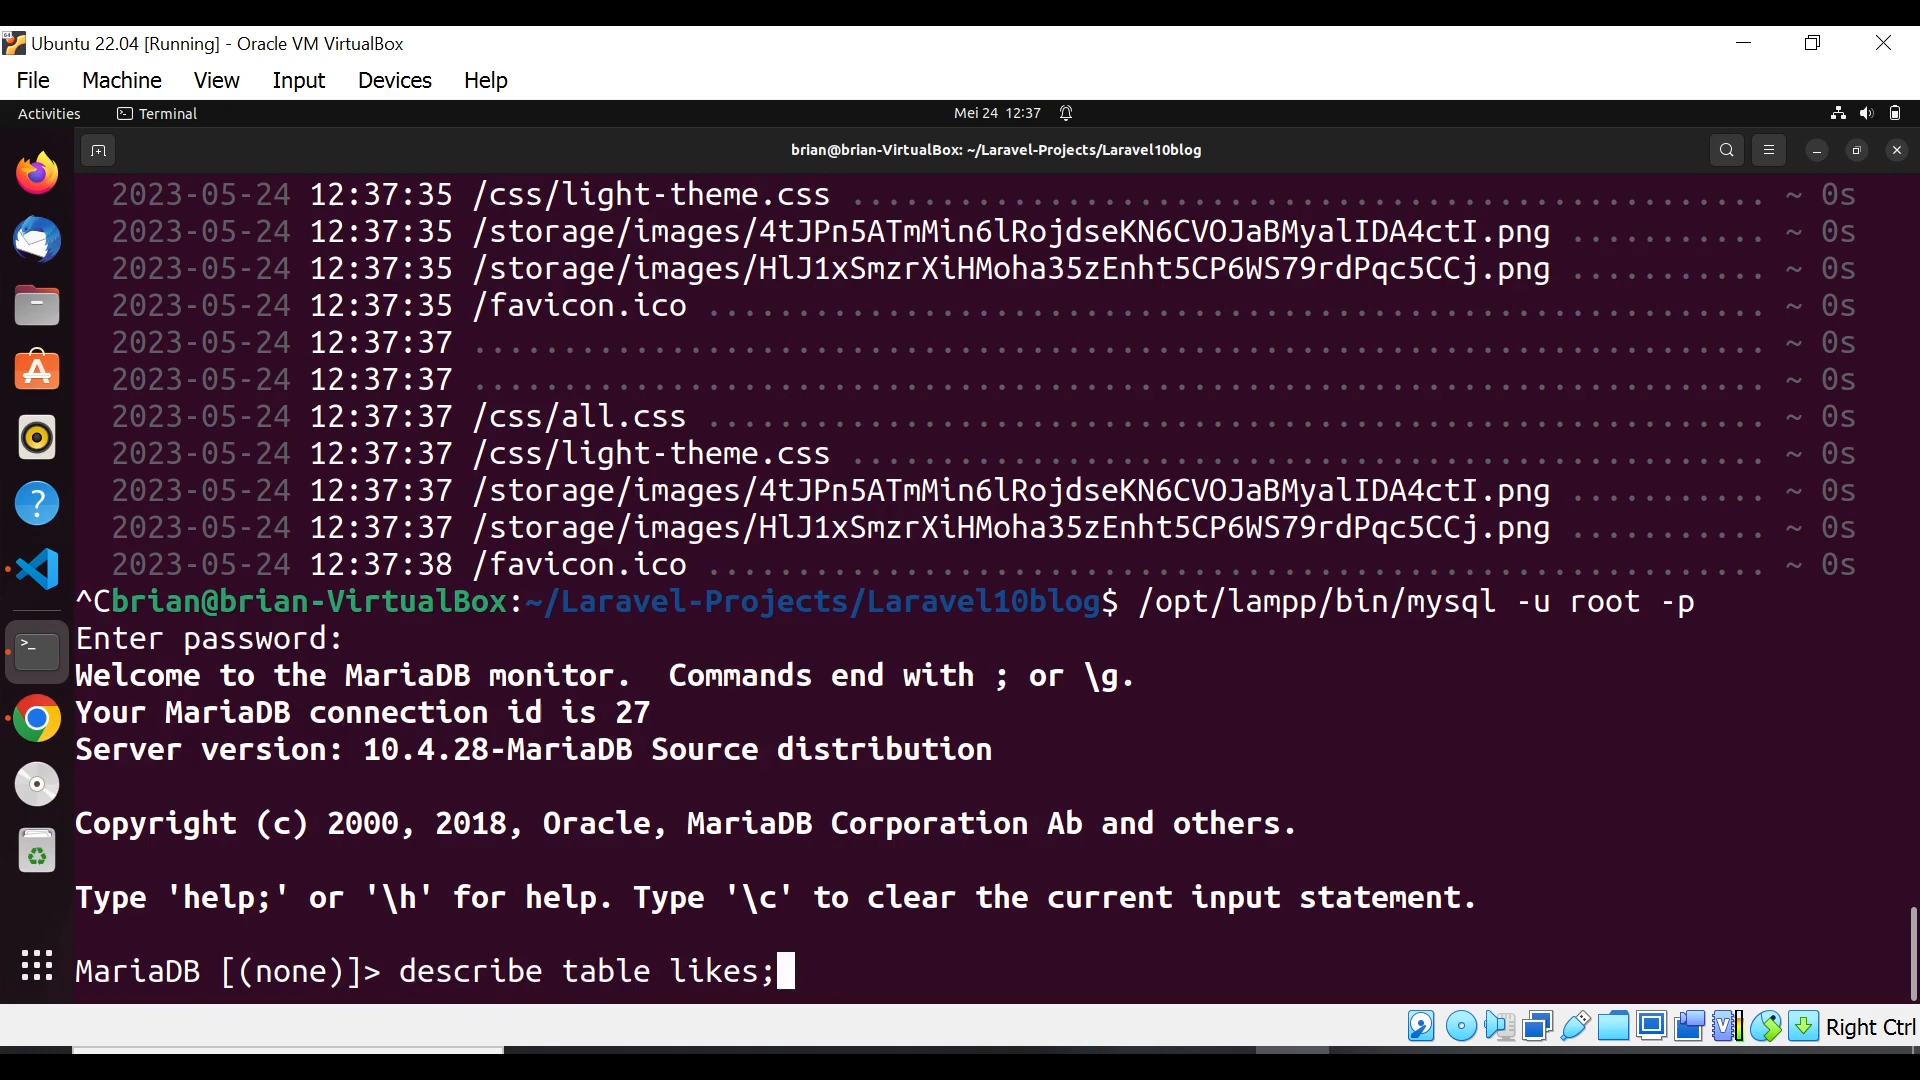 Ubuntu 22.04 [Running] - Oracle VM VirtualBox
File Machine View Input Devices Help
Activities Terminal Mei 24 12:37
brian@brian-VirtualBox: ~/Laravel-Projects/Laravel10blog
2023-05-24 12:37:35 /css/light-theme.css ................................................... ~ 0s
2023-05-24 12:37:35 /storage/images/4tJPn5ATmMin6lRojdseKN6CVOJaBMyalIDA4ctI.png ........... ~ 0s
2023-05-24 12:37:35 /storage/images/HlJ1xSmzrXiHMoha35zEnht5CP6WS79rdPqc5CCj.png ........... ~ 0s
2023-05-24 12:37:35 /favicon.ico ........................................................... ~ 0s
2023-05-24 12:37:37 ........................................................................ ~ 0s
2023-05-24 12:37:37 ........................................................................ ~ 0s
2023-05-24 12:37:37 /css/all.css ........................................................... ~ 0s
2023-05-24 12:37:37 /css/light-theme.css ................................................... ~ 0s
2023-05-24 12:37:37 /storage/images/4tJPn5ATmMin6lRojdseKN6CVOJaBMyalIDA4ctI.png ........... ~ 0s
2023-05-24 12:37:37 /storage/images/HlJ1xSmzrXiHMoha35zEnht5CP6WS79rdPqc5CCj.png ........... ~ 0s
2023-05-24 12:37:38 /favicon.ico ........................................................... ~ 0s
^Cbrian@brian-VirtualBox:~/Laravel-Projects/Laravel10blog$ /opt/lampp/bin/mysql -u root -p
Enter password:
Welcome to the MariaDB monitor.  Commands end with ; or \g.
Your MariaDB connection id is 27
Server version: 10.4.28-MariaDB Source distribution
Copyright (c) 2000, 2018, Oracle, MariaDB Corporation Ab and others.
Type 'help;' or '\h' for help. Type '\c' to clear the current input statement.
MariaDB [(none)]> describe table likes;
Right Ctrl